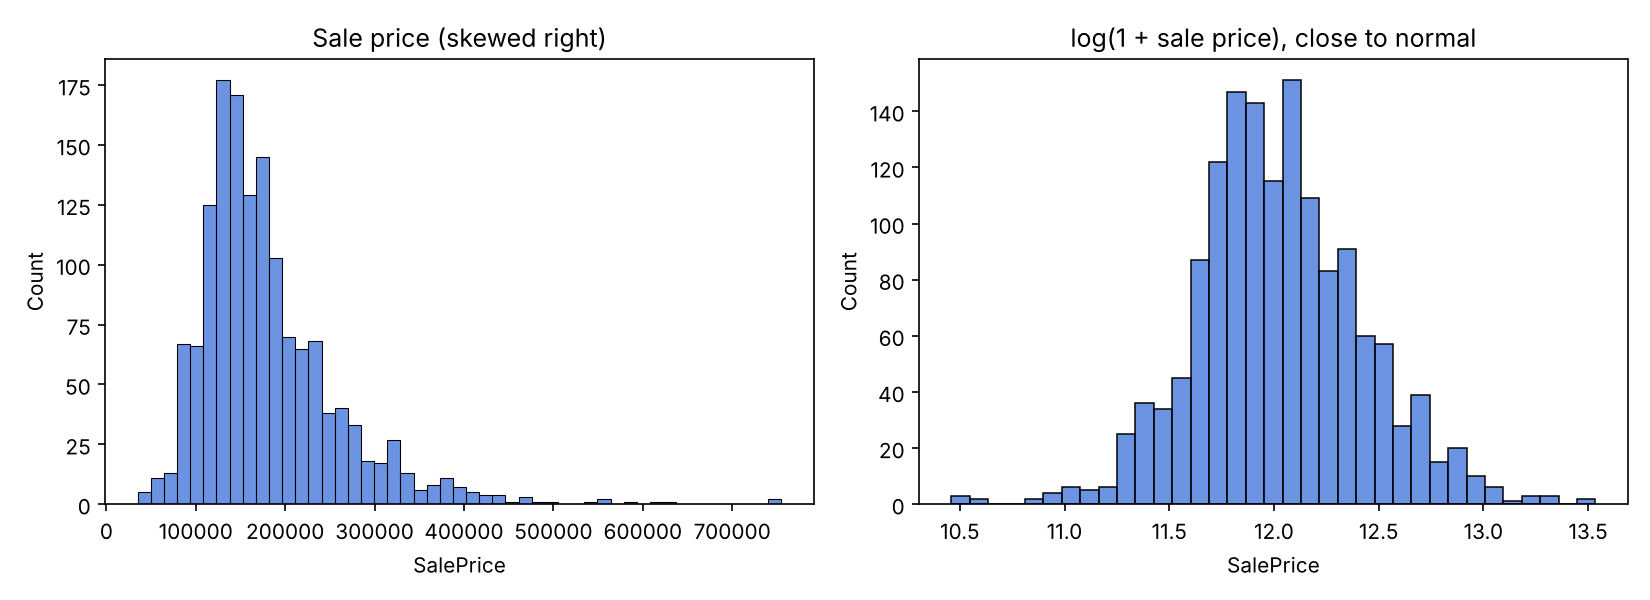 Sale price (skewed right)
175
150
125
100
75
50
25
0
Count
0 100000 200000 300000 400000 500000 600000 700000
SalePrice
log(1 + sale price), close to normal
140
120
100
80
60
40
20
0
Count
10.5 11.0 11.5 12.0 12.5 13.0 13.5
SalePrice